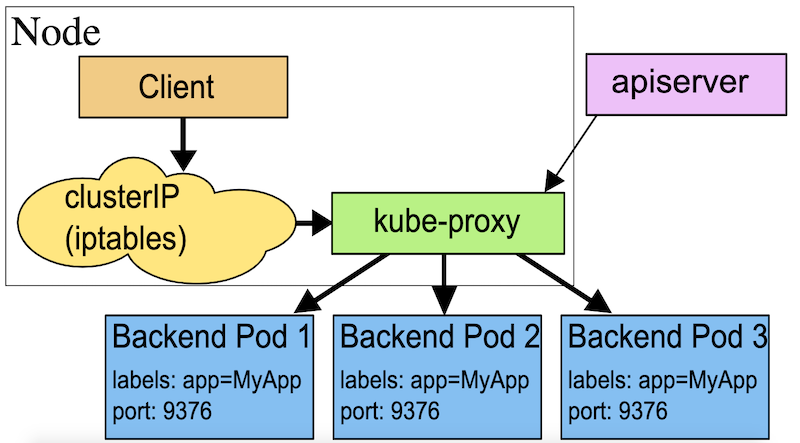 Node
Client
apiserver
clusterIP
(iptables)
kube-proxy
Backend Pod 1
labels: app=MyApp
port: 9376
Backend Pod 2
labels: app=MyApp
port: 9376
Backend Pod 3
labels: app=MyApp
port: 9376